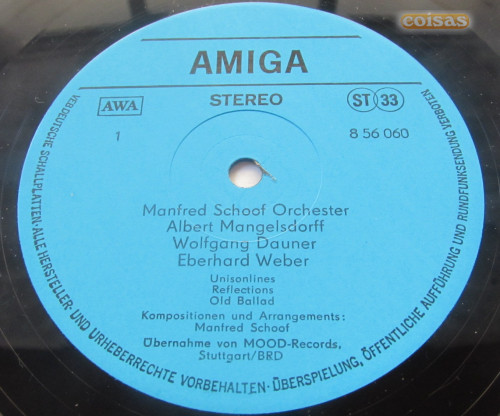 coisas
AMIGA
AWA
STEREO
ST 33
1
8 56 060
Manfred Schoof Orchester
Albert Mangelsdorff
Wolfgang Dauner
Eberhard Weber
Unisonlines
Reflections
Old Ballad
Kompositionen und Arrangements:
Manfred Schoof
Übernahme von MOOD-Records,
Stuttgart/BRD
VEB DEUTSCHE SCHALLPLATTEN·ALLE HERSTELLER- UND URHEBERRECHTE VORBEHALTEN·ÜBERSPIELUNG, ÖFFENTLICHE AUFFÜHRUNG UND RUNDFUNKSENDUNG VERBOTEN